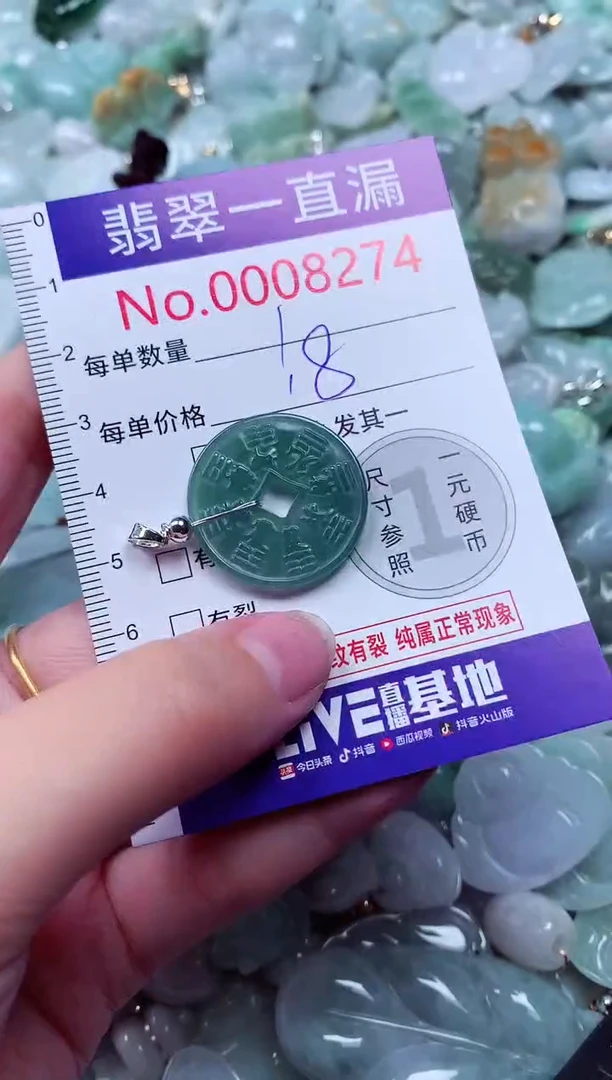 0
翡翠一直漏
1
No.0008274
2
每单数量 1
3
每单价格 18
发其一
4
尺寸参照
一元硬币
1
5
有
6
有裂
纹有裂 纯属正常现象
LIVE直播基地
今日头条 抖音 西瓜视频 抖音火山版